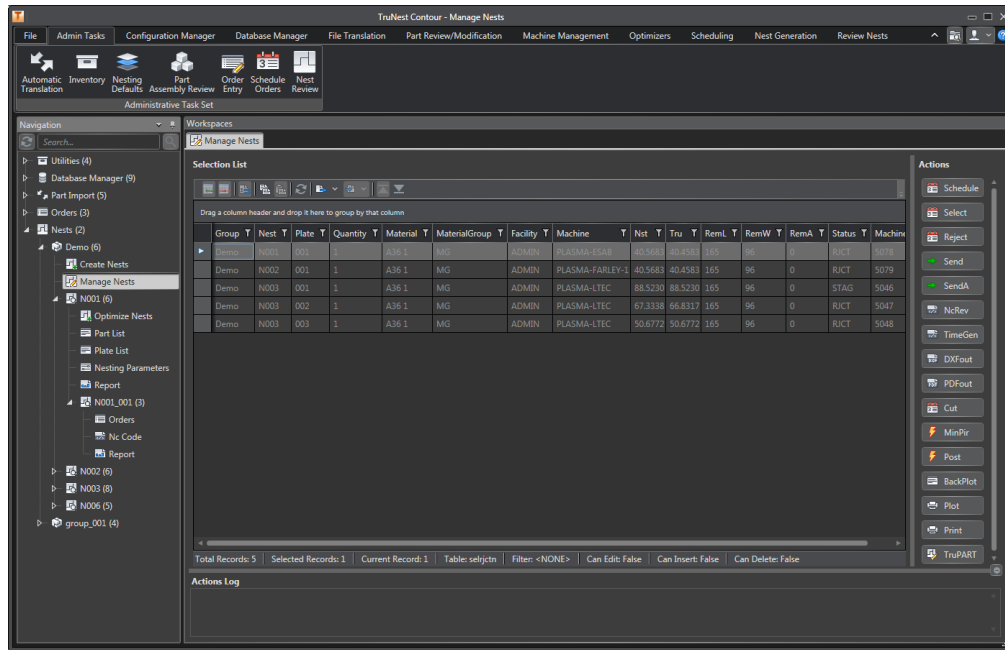 TruNest Contour - Manage Nests
File Admin Tasks Configuration Manager Database Manager File Translation Part Review/Modification Machine Management Optimizers Scheduling Nest Generation Review Nests
Automatic Translation Inventory Nesting Defaults Part Assembly Review Order Entry Schedule Orders Nest Review
Administrative Task Set
Navigation
Search...
Utilities (4)
Database Manager (9)
Part Import (5)
Orders (3)
Nests (2)
Demo (6)
Create Nests
Manage Nests
N001 (6)
Optimize Nests
Part List
Plate List
Nesting Parameters
Report
N001_001 (3)
Orders
Nc Code
Report
N002 (6)
N003 (8)
N006 (5)
group_001 (4)
Workspaces
Manage Nests
Selection List
Drag a column header and drop it here to group by that column
Group Nest Plate Quantity Material MaterialGroup Facility Machine Nst Tru RemL RemW RemA Status Machine
Demo N001 001 1 A36 1 MG ADMIN PLASMA-ESAB 40.5683 40.4583 165 96 0 RJCT 5078
Demo N002 001 1 A36 1 MG ADMIN PLASMA-FARLEY-1 40.5683 40.4583 165 96 0 RJCT 5079
Demo N003 001 1 A36 1 MG ADMIN PLASMA-LTEC 88.5230 88.5230 165 96 0 STAG 5046
Demo N003 002 1 A36 1 MG ADMIN PLASMA-LTEC 67.3338 66.8317 165 96 0 RJCT 5047
Demo N003 003 1 A36 1 MG ADMIN PLASMA-LTEC 50.6772 50.6772 165 96 0 RJCT 5048
Total Records: 5 Selected Records: 1 Current Record: 1 Table: selrjctn Filter: <NONE> Can Edit: False Can Insert: False Can Delete: False
Actions Log
Actions
Schedule
Select
Reject
Send
SendA
NcRev
TimeGen
DXFout
PDFout
Cut
MinPir
Post
BackPlot
Plot
Print
TruPART